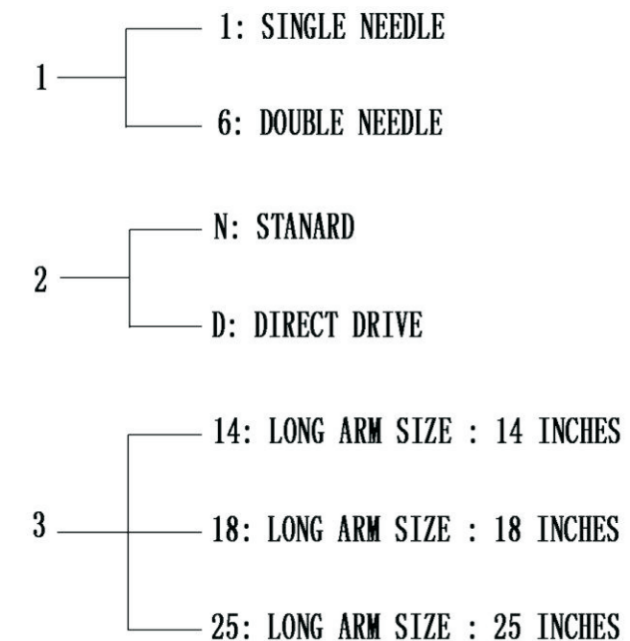 1
1: SINGLE NEEDLE
6: DOUBLE NEEDLE
2
N: STANARD
D: DIRECT DRIVE
3
14: LONG ARM SIZE : 14 INCHES
18: LONG ARM SIZE : 18 INCHES
25: LONG ARM SIZE : 25 INCHES